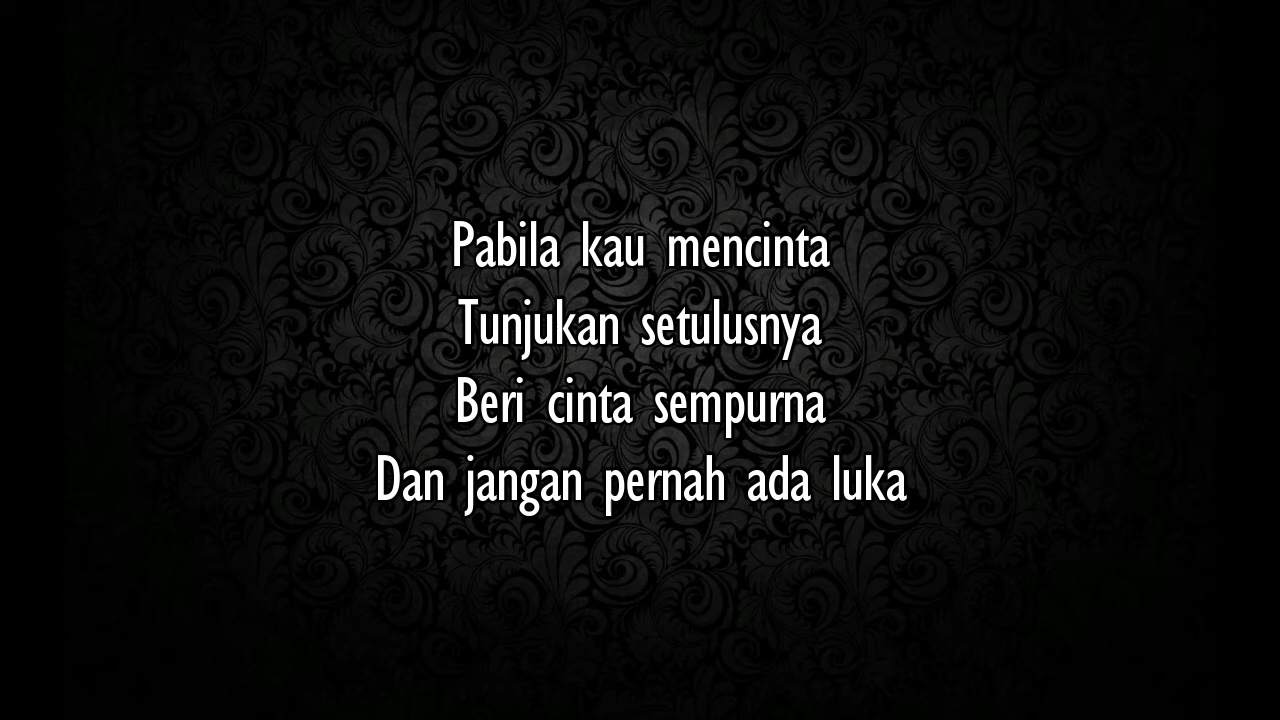 Pabila kau mencinta
Tunjukan setulusnya
Beri cinta sempurna
Dan jangan pernah ada luka